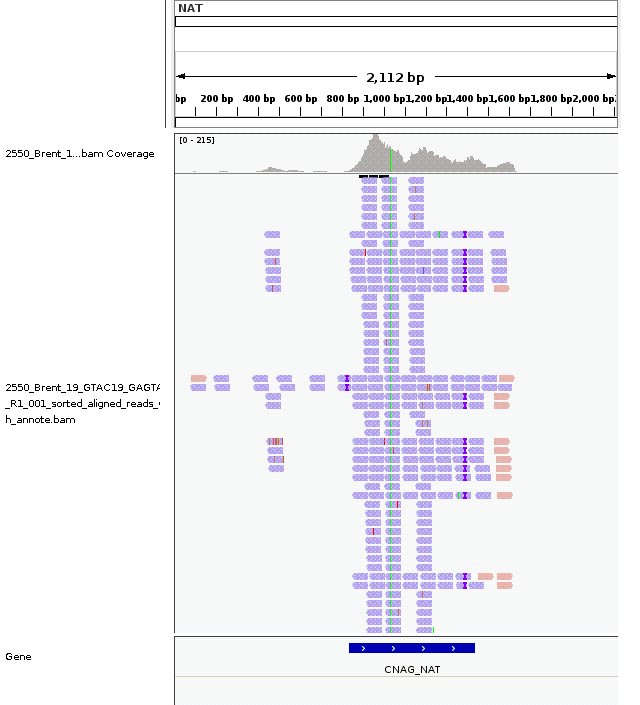 NAT
2,112 bp
bp 200 bp 400 bp 600 bp 800 bp 1,000 bp 1,200 bp 1,400 bp 1,600 bp 1,800 bp 2,000 bp
[0 - 215]
2550_Brent_1...bam Coverage
2550_Brent_19_GTAC19_GAGTA
_R1_001_sorted_aligned_reads_
h_annote.bam
Gene
CNAG_NAT